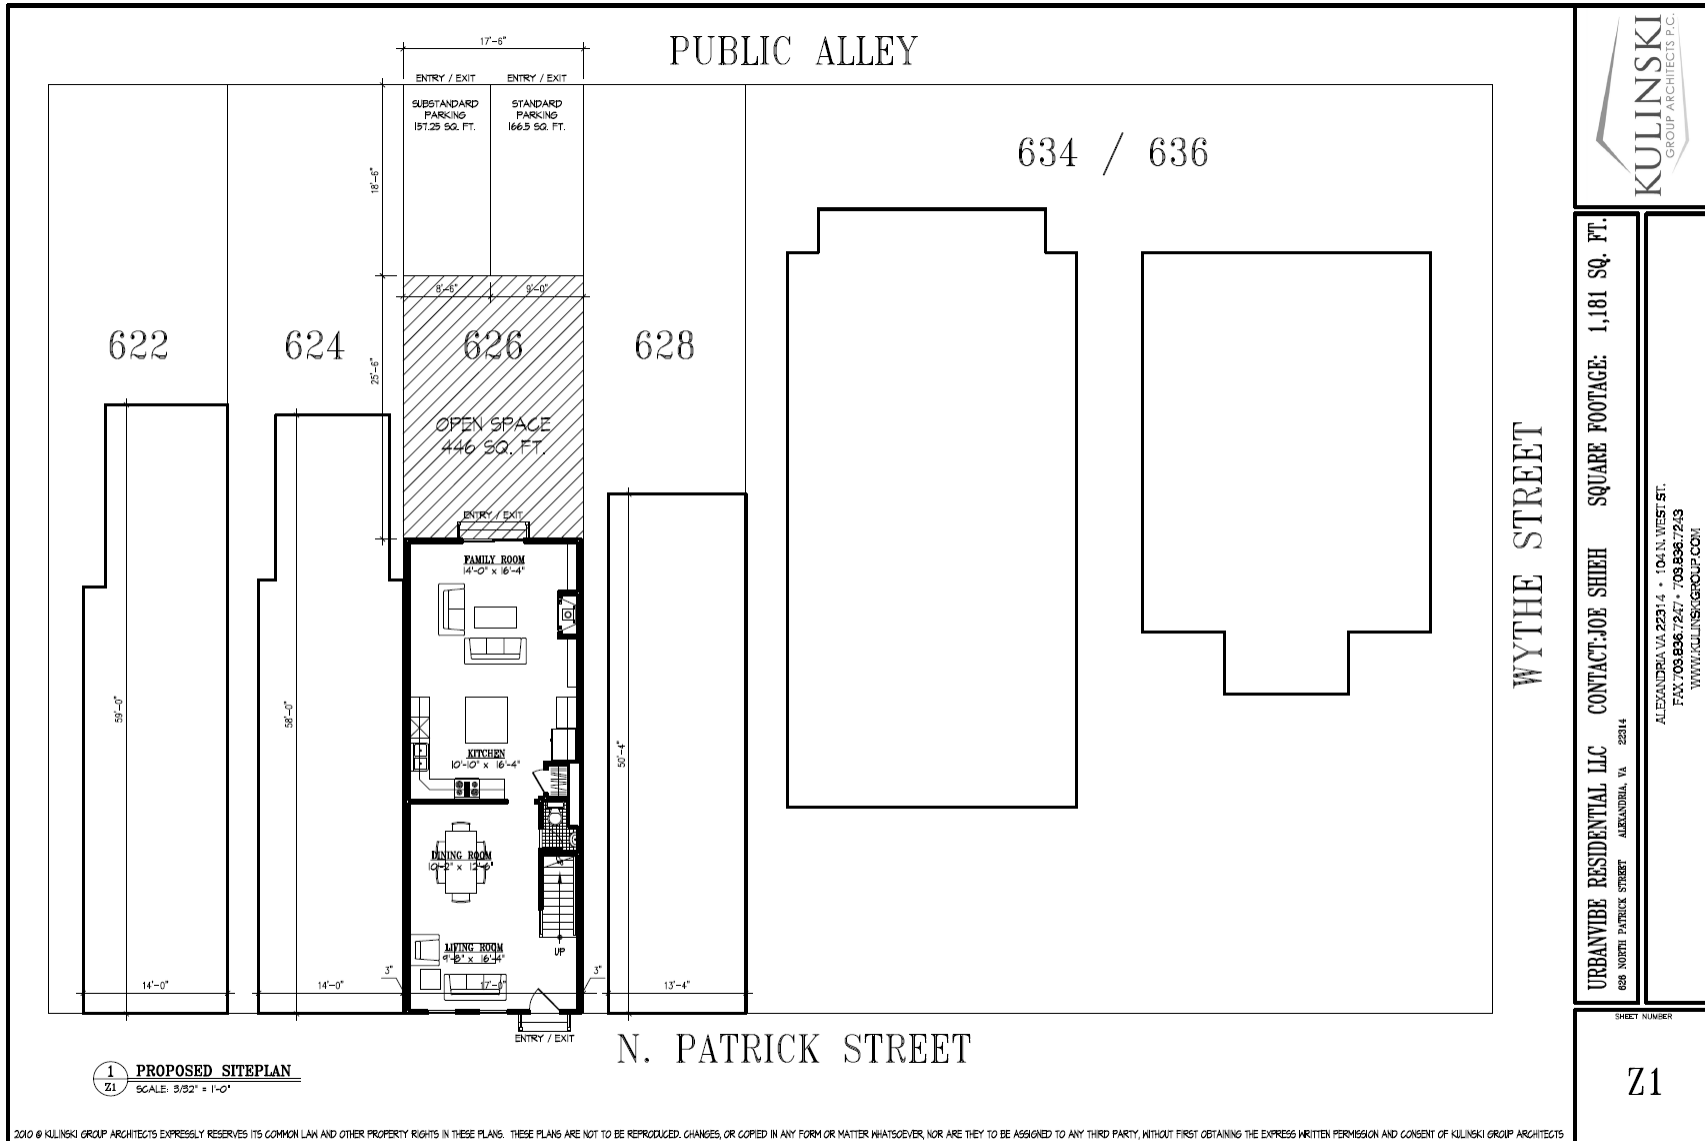 PUBLIC ALLEY
17'-6"
ENTRY / EXIT
ENTRY / EXIT
SUBSTANDARD
PARKING
157.25 SQ. FT.
STANDARD
PARKING
166.5 SQ. FT.
18'-6"
634 / 636
8'-6"
9'-0"
622
624
626
628
25'-6"
OPEN SPACE
446 SQ. FT.
ENTRY / EXIT
FAMILY ROOM
14'-0" x 16'-4"
59'-0"
58'-0"
50'-4"
KITCHEN
10'-10" x 16'-4"
DINING ROOM
10'-2" x 12'-6"
UP
LIVING ROOM
9'-8" x 16'-4"
3"
3"
14'-0"
14'-0"
17'-0"
13'-4"
ENTRY / EXIT
N. PATRICK STREET
WYTHE STREET
1
Z1
PROPOSED SITEPLAN
SCALE: 3/32" = 1'-0"
KULINSKI
GROUP ARCHITECTS P.C.
URBANVIBE RESIDENTIAL LLC CONTACT:JOE SHIEH SQUARE FOOTAGE: 1,181 SQ. FT.
626 NORTH PATRICK STREET ALEXANDRIA, VA 22314
ALEXANDRIA VA 22314 • 104 N. WEST ST.
FAX 703.836.7247 • 703.836.7243
WWW.KULINSKIGROUP.COM
SHEET NUMBER
Z1
2010 © KULINSKI GROUP ARCHITECTS EXPRESSLY RESERVES ITS COMMON LAW AND OTHER PROPERTY RIGHTS IN THESE PLANS. THESE PLANS ARE NOT TO BE REPRODUCED. CHANGES, OR COPIED IN ANY FORM OR MATTER WHATSOEVER, NOR ARE THEY TO BE ASSIGNED TO ANY THIRD PARTY, WITHOUT FIRST OBTAINING THE EXPRESS WRITTEN PERMISSION AND CONSENT OF KULINSKI GROUP ARCHITECTS